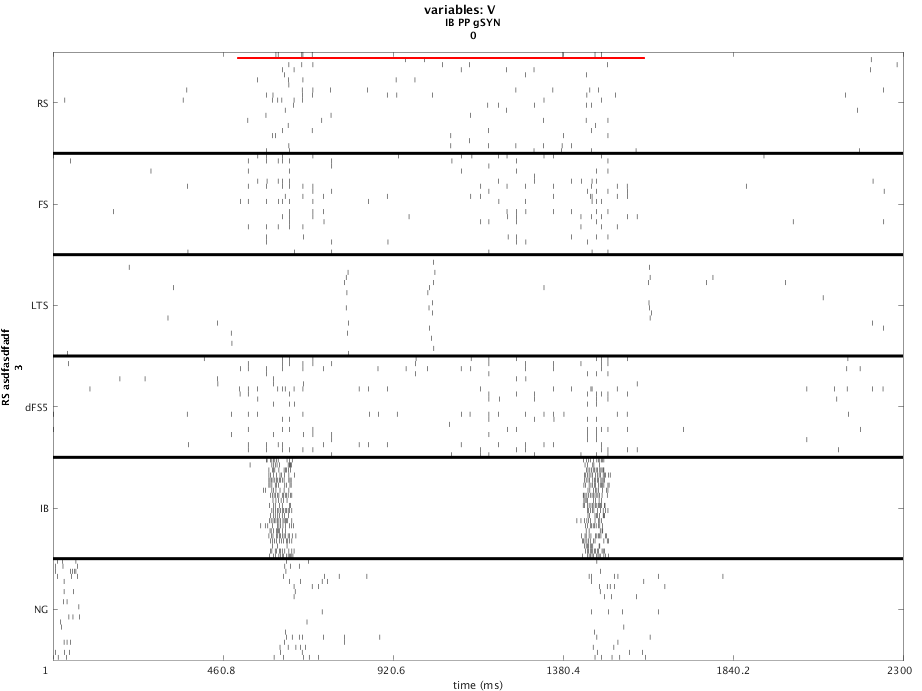 variables: V
IB PP gSYN
0
RS
FS
LTS
RS asdfasdfadf
3
dFS5
IB
NG
1 460.8 920.6 1380.4 1840.2 2300
time (ms)